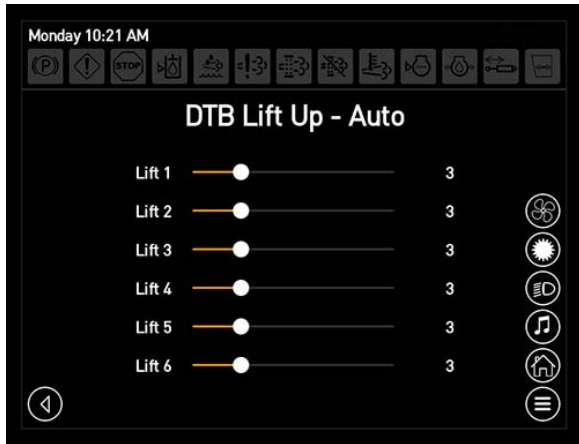 Monday 10:21 AM
(P) STOP
DTB Lift Up - Auto
Lift 1 3
Lift 2 3
Lift 3 3
Lift 4 3
Lift 5 3
Lift 6 3